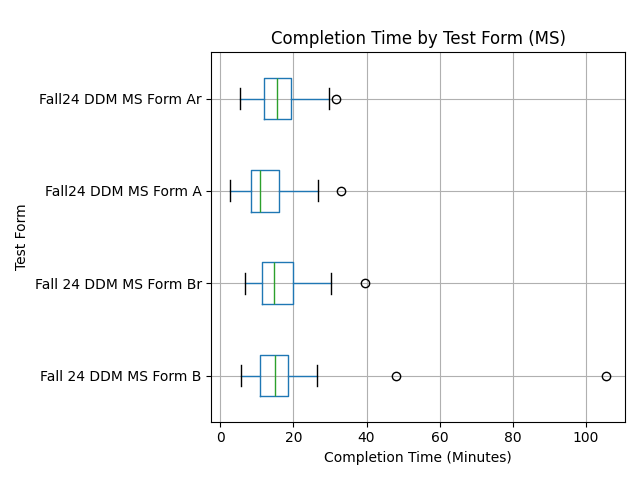 Completion Time by Test Form (MS)
Fall24 DDM MS Form Ar
Fall24 DDM MS Form A
Fall 24 DDM MS Form Br
Fall 24 DDM MS Form B
Test Form
0 20 40 60 80 100
Completion Time (Minutes)